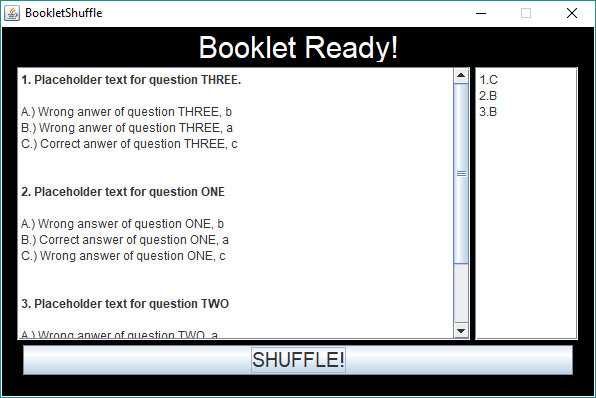 BookletShuffle
Booklet Ready!
1. Placeholder text for question THREE.
A.) Wrong anwer of question THREE, b
B.) Wrong anwer of question THREE, a
C.) Correct anwer of question THREE, c
2. Placeholder text for question ONE
A.) Wrong answer of question ONE, b
B.) Correct answer of question ONE, a
C.) Wrong answer of question ONE, c
3. Placeholder text for question TWO
A.) Wrong anwer of question TWO, a
1.C
2.B
3.B
SHUFFLE!